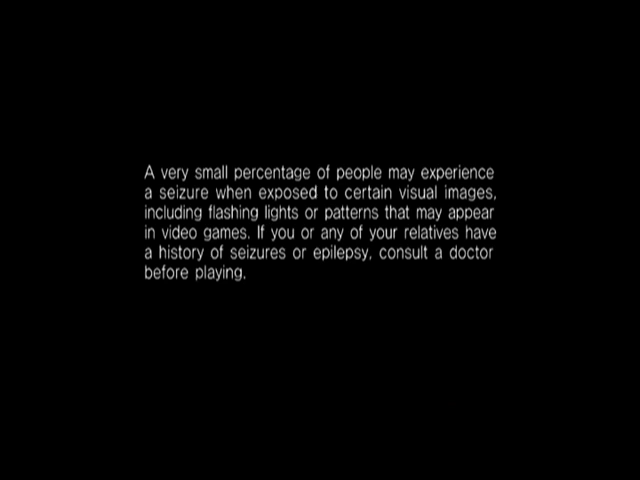 A very small percentage of people may experience
a seizure when exposed to certain visual images,
including flashing lights or patterns that may appear
in video games. If you or any of your relatives have
a history of seizures or epilepsy, consult a doctor
before playing.